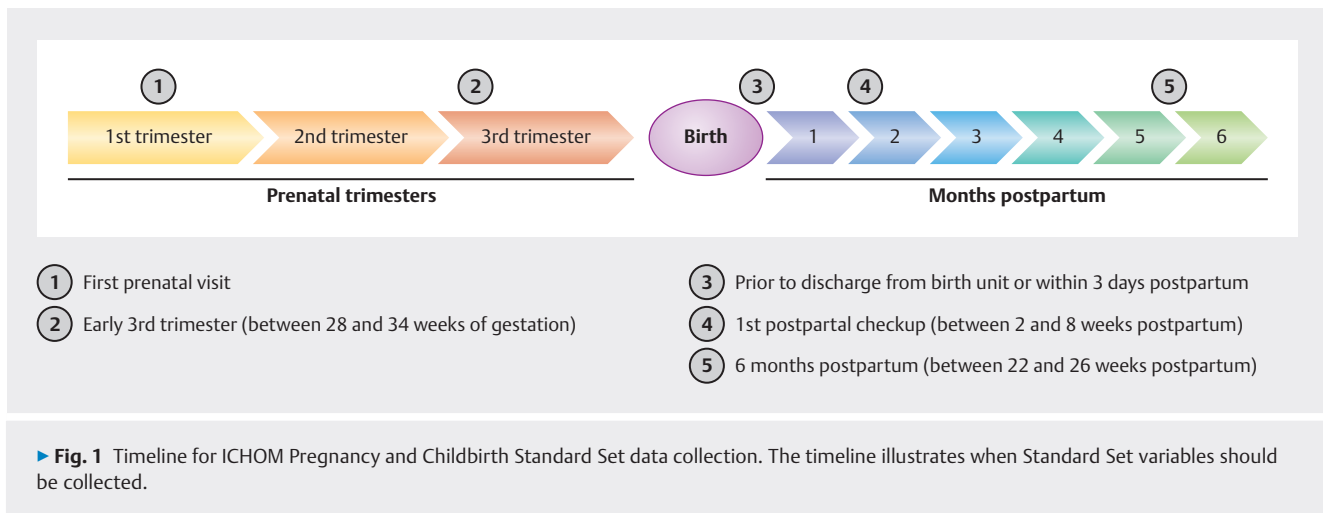 1 2 3 4 5
1st trimester 2nd trimester 3rd trimester Birth 1 2 3 4 5 6
Prenatal trimesters Months postpartum
1 First prenatal visit
2 Early 3rd trimester (between 28 and 34 weeks of gestation)
3 Prior to discharge from birth unit or within 3 days postpartum
4 1st postpartal checkup (between 2 and 8 weeks postpartum)
5 6 months postpartum (between 22 and 26 weeks postpartum)
▶ Fig. 1 Timeline for ICHOM Pregnancy and Childbirth Standard Set data collection. The timeline illustrates when Standard Set variables should
be collected.